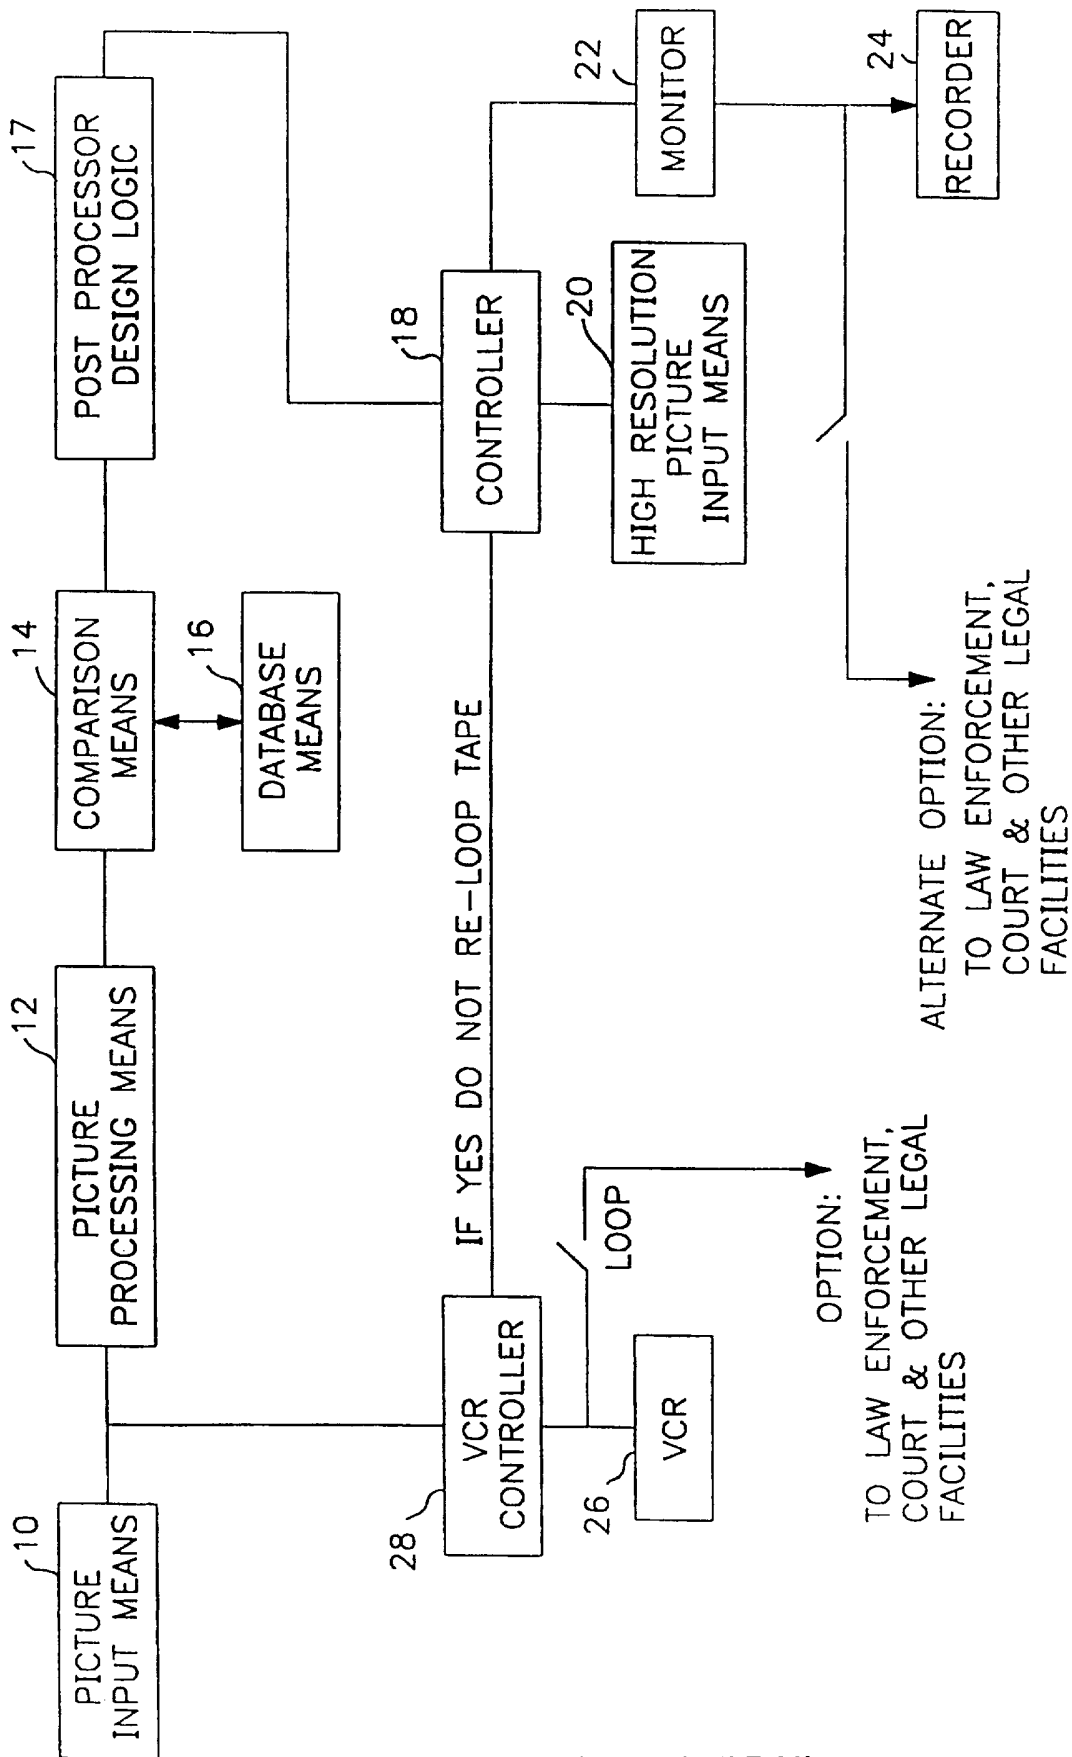 10
PICTURE
INPUT MEANS
12
PICTURE
PROCESSING MEANS
14
COMPARISON
MEANS
16
DATABASE
MEANS
17
POST PROCESSOR
DESIGN LOGIC
28
VCR
CONTROLLER
IF YES DO NOT RE-LOOP TAPE
18
CONTROLLER
26
VCR
LOOP
20
HIGH RESOLUTION
PICTURE
INPUT MEANS
22
MONITOR
24
RECORDER
OPTION:
TO LAW ENFORCEMENT,
COURT & OTHER LEGAL
FACILITIES
ALTERNATE OPTION:
TO LAW ENFORCEMENT,
COURT & OTHER LEGAL
FACILITIES